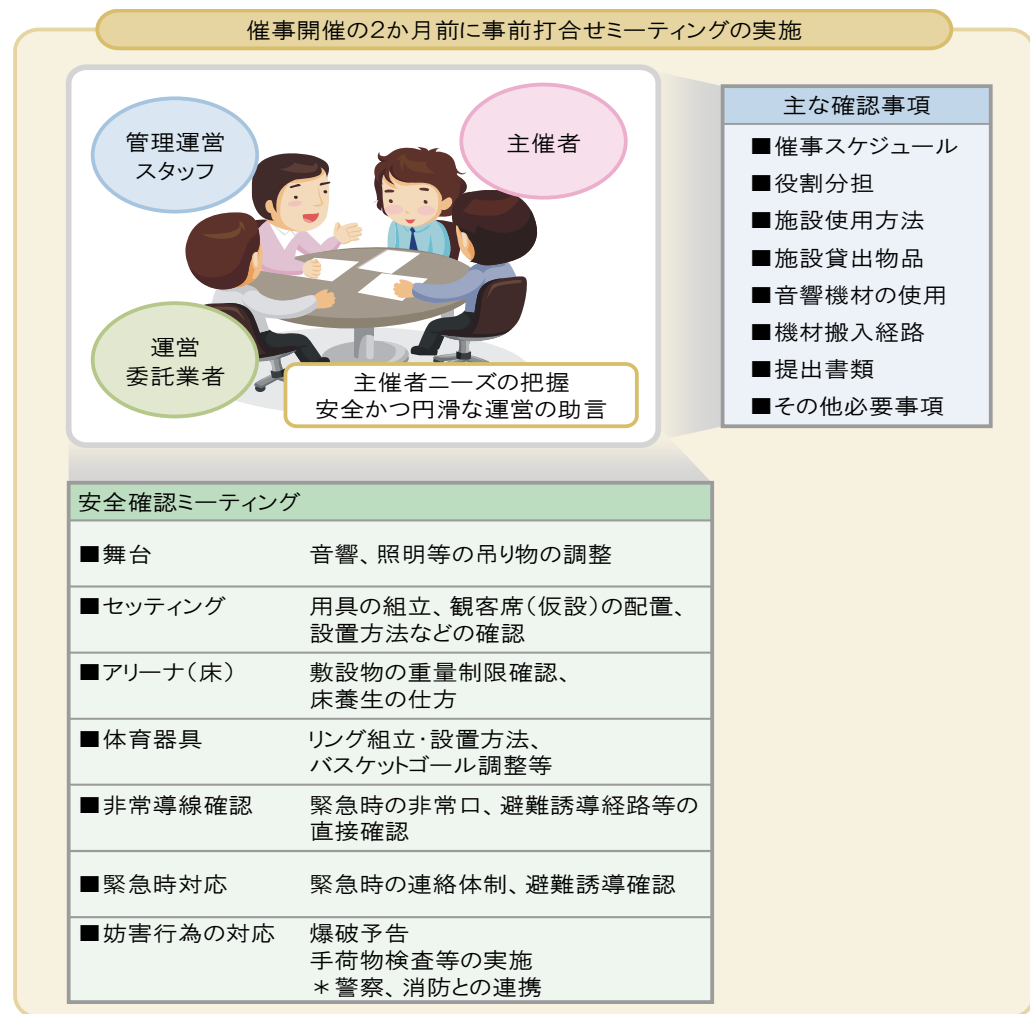 催事開催の2か月前に事前打合せミーティングの実施
管理運営
スタッフ
主催者
運営
委託業者
主催者ニーズの把握
安全かつ円滑な運営の助言
主な確認事項
■催事スケジュール
■役割分担
■施設使用方法
■施設貸出物品
■音響機材の使用
■機材搬入経路
■提出書類
■その他必要事項
安全確認ミーティング
■舞台 音響、照明等の吊り物の調整
■セッティング 用具の組立、観客席(仮設)の配置、
設置方法などの確認
■アリーナ(床) 敷設物の重量制限確認、
床養生の仕方
■体育器具 リング組立・設置方法、
バスケットゴール調整等
■非常導線確認 緊急時の非常口、避難誘導経路等の
直接確認
■緊急時対応 緊急時の連絡体制、避難誘導確認
■妨害行為の対応 爆破予告
手荷物検査等の実施
＊警察、消防との連携